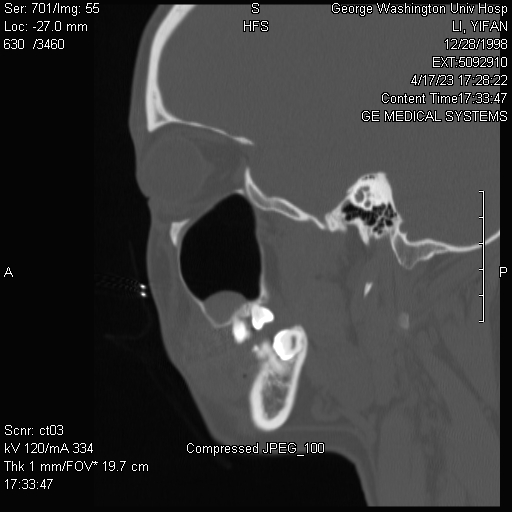 Ser: 701/Img: 55
Loc: -27.0 mm
630 /3460
S
HFS
George Washington Univ Hosp
LI, YIFAN
12/28/1998
EXT:5092910
4/17/23 17:28:22
Content Time17:33:47
GE MEDICAL SYSTEMS
A
P
Scnr: ct03
kV 120/mA 334
Thk 1 mm/FOV* 19.7 cm
17:33:47
Compressed JPEG_100